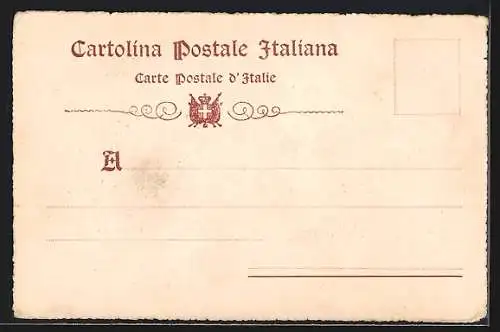 Cartolina Postale Italiana
Carte Postale d'Italie
A